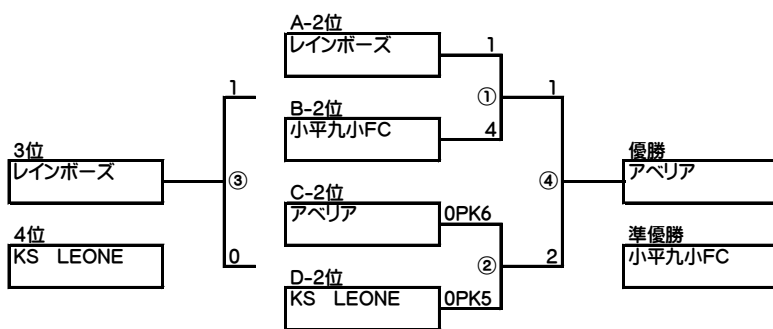 A-2位
レインボーズ
1
①
1
1
B-2位
小平九小FC
4
3位
レインボーズ
③
④
優勝
アベリア
C-2位
アベリア
0PK6
4位
KS LEONE
0
②
2
準優勝
小平九小FC
D-2位
KS LEONE
0PK5